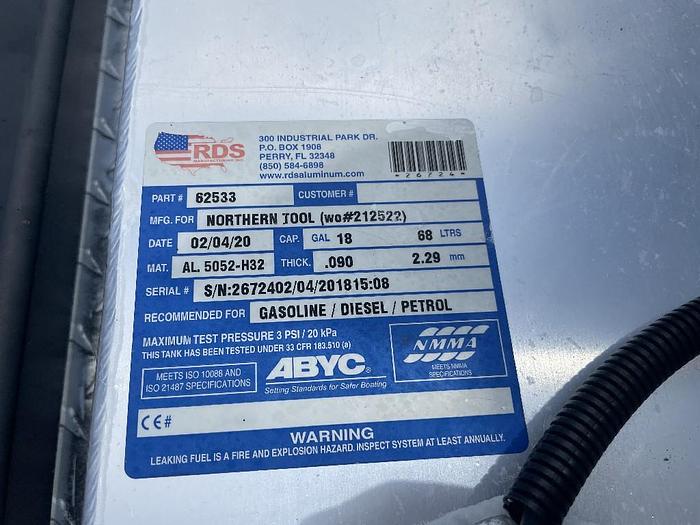 RDS
MANUFACTURING INC.
300 INDUSTRIAL PARK DR.
P.O. BOX 1908
PERRY, FL 32348
(850) 584-6898
www.rdsaluminum.com
*26724*
PART # 62533 CUSTOMER #
MFG. FOR NORTHERN TOOL (wo#212522)
DATE 02/04/20 CAP. GAL 18 68 LTRS
MAT. AL. 5052-H32 THICK. .090 2.29 mm
SERIAL # S/N:2672402/04/201815:08
RECOMMENDED FOR GASOLINE / DIESEL / PETROL
MAXIMUM TEST PRESSURE 3 PSI / 20 kPa
THIS TANK HAS BEEN TESTED UNDER 33 CFR 183.510 (a)
MEETS ISO 10088 AND
ISO 21487 SPECIFICATIONS
ABYC®
Setting Standards for Safer Boating
NMMA
MEETS NMMA
SPECIFICATIONS
CE#
WARNING
LEAKING FUEL IS A FIRE AND EXPLOSION HAZARD. INSPECT SYSTEM AT LEAST ANNUALLY.